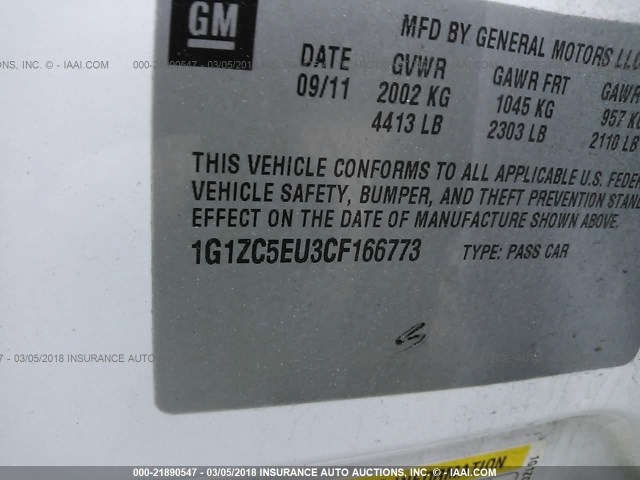 GM
MFD BY GENERAL MOTORS LLC
DATE GVWR GAWR FRT GAWR
09/11 2002 KG 1045 KG 957 KG
4413 LB 2303 LB 2110 LB
THIS VEHICLE CONFORMS TO ALL APPLICABLE U.S. FEDER
VEHICLE SAFETY, BUMPER, AND THEFT PREVENTION STAND
EFFECT ON THE DATE OF MANUFACTURE SHOWN ABOVE.
1G1ZC5EU3CF166773 TYPE: PASS CAR
000-21890547 - 03/05/2018 INSURANCE AUTO AUCTIONS, INC. - IAAI.COM